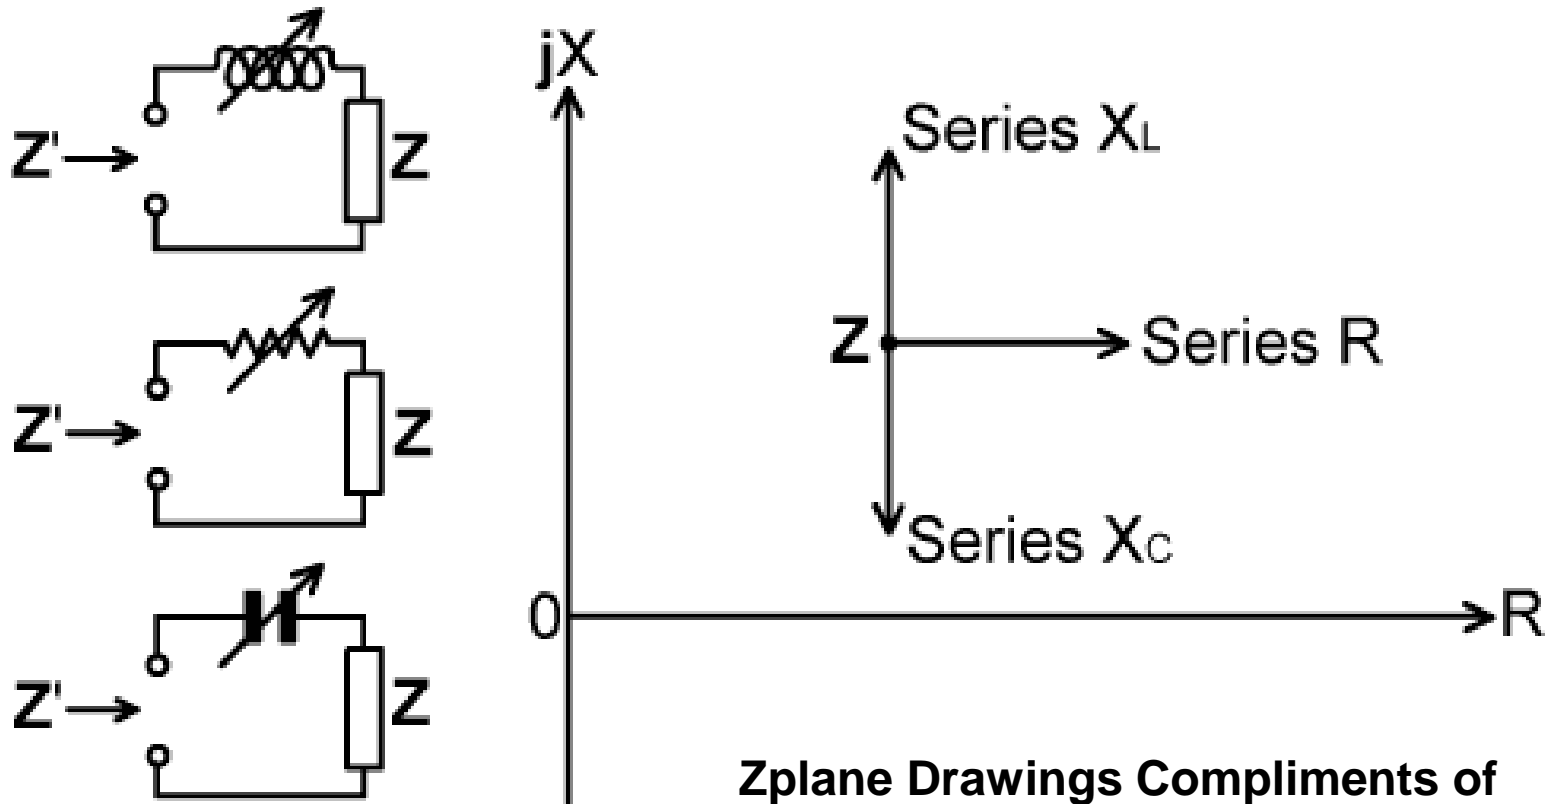 Z' Z
Z' Z
Z' Z
jX
Series XL
Z Series R
Series XC
0 R
Zplane Drawings Compliments of